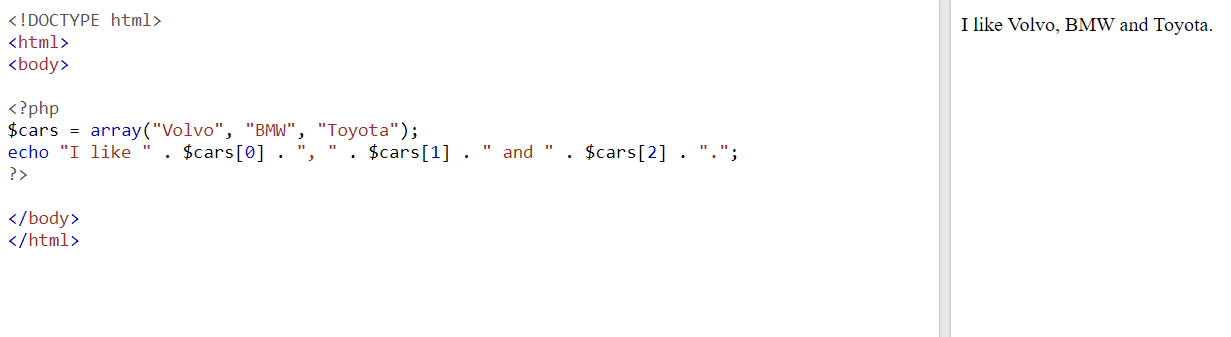 <!DOCTYPE html>
<html>
<body>
<?php
$cars = array("Volvo", "BMW", "Toyota");
echo "I like " . $cars[0] . ", " . $cars[1] . " and " . $cars[2] . ".";
?>
</body>
</html>
I like Volvo, BMW and Toyota.